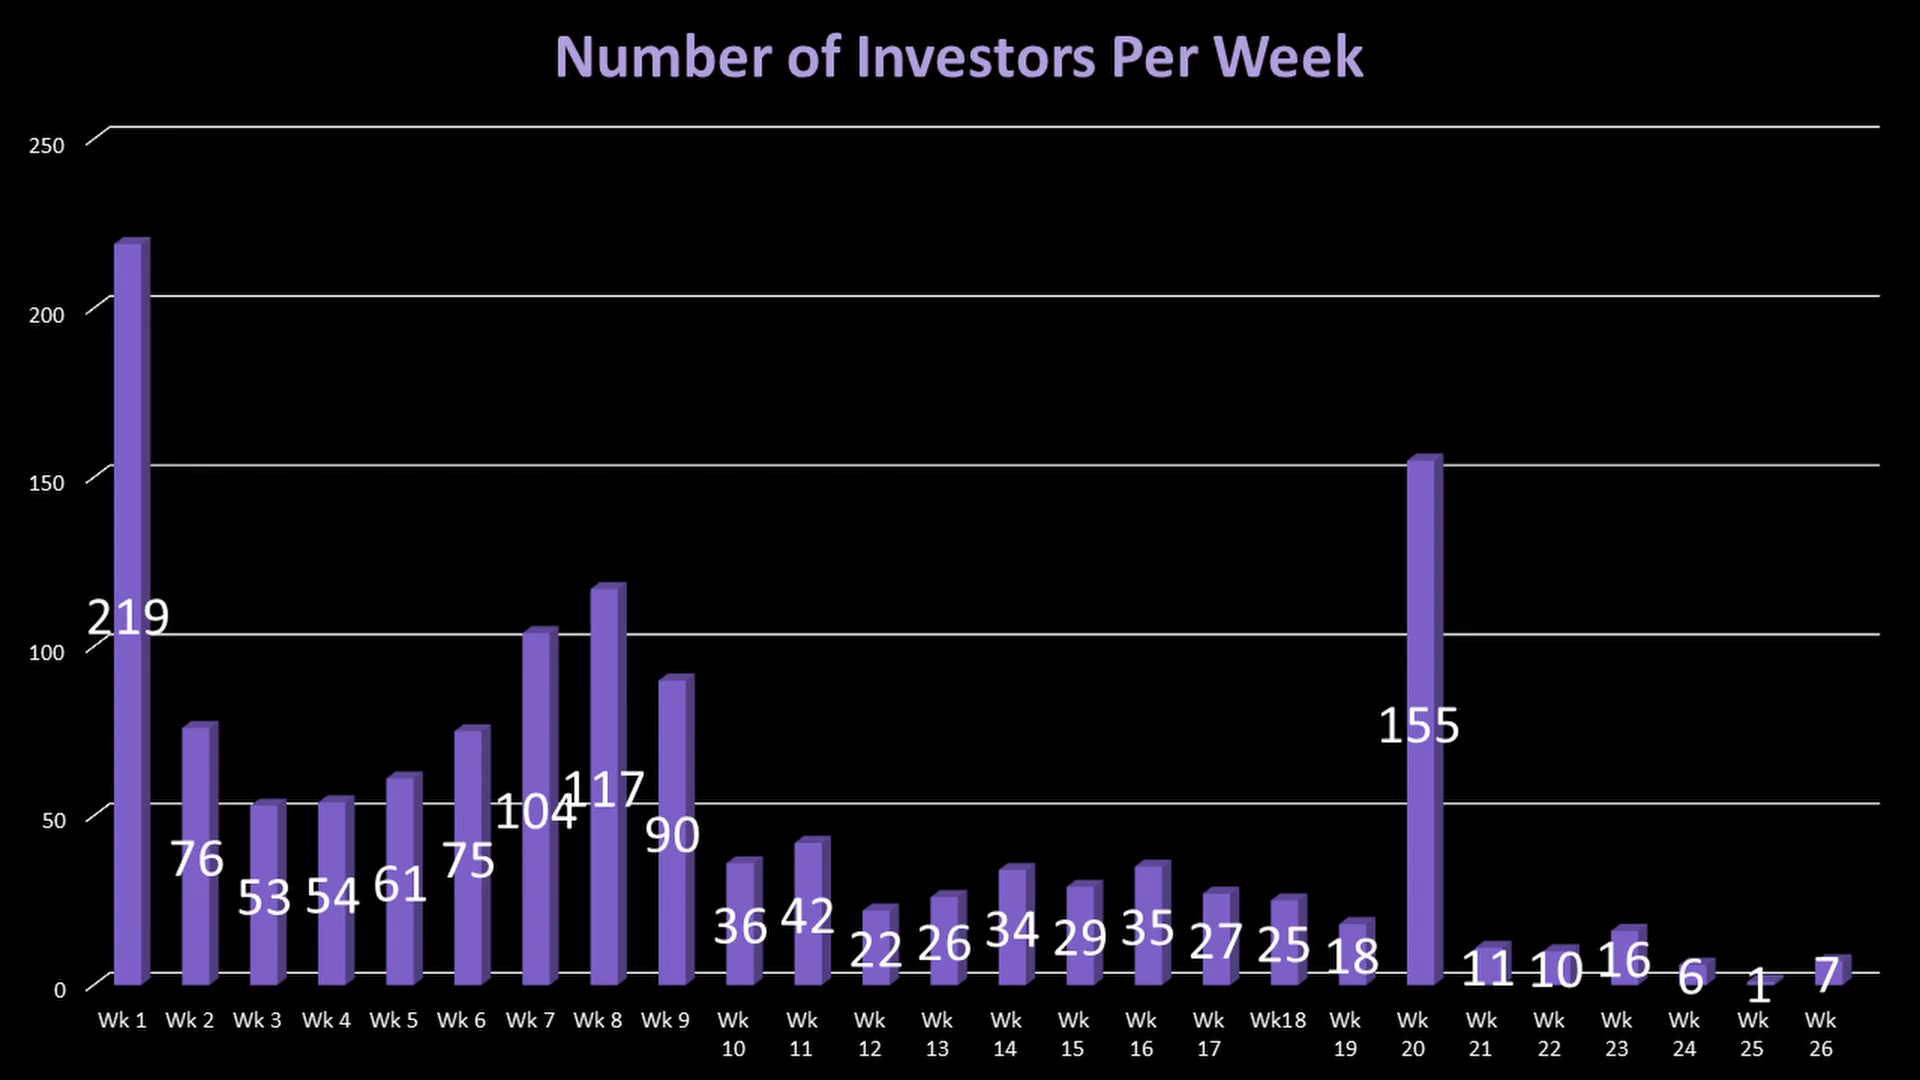 Number of Investors Per Week
250
200
150
100
50
0
219
76
53
54
61
75
104
117
90
36
42
22
26
34
29
35
27
25
18
155
11
10
16
6
1
7
Wk 1
Wk 2
Wk 3
Wk 4
Wk 5
Wk 6
Wk 7
Wk 8
Wk 9
Wk
10
Wk
11
Wk
12
Wk
13
Wk
14
Wk
15
Wk
16
Wk
17
Wk18
Wk
19
Wk
20
Wk
21
Wk
22
Wk
23
Wk
24
Wk
25
Wk
26